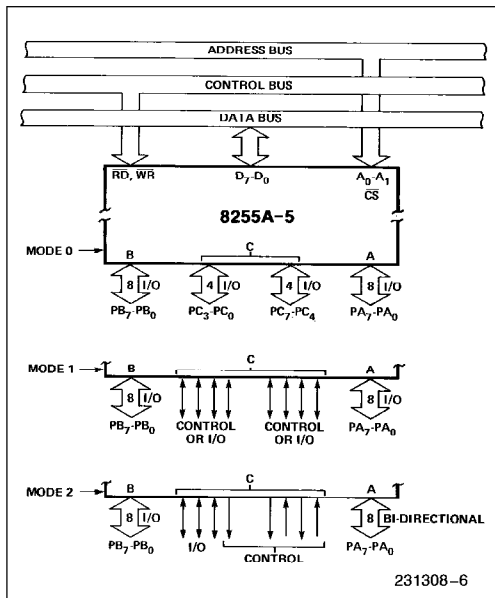 ADDRESS BUS
CONTROL BUS
DATA BUS
RD, WR D7-D0 A0-A1
CS
8255A-5
MODE 0
B C A
8 I/O 4 I/O 4 I/O 8 I/O
PB7-PB0 PC3-PC0 PC7-PC4 PA7-PA0
MODE 1
B C A
8 I/O 8 I/O
PB7-PB0 CONTROL OR I/O CONTROL OR I/O PA7-PA0
MODE 2
B C A
8 I/O 8 BI-DIRECTIONAL
PB7-PB0 I/O PA7-PA0
CONTROL
231308-6